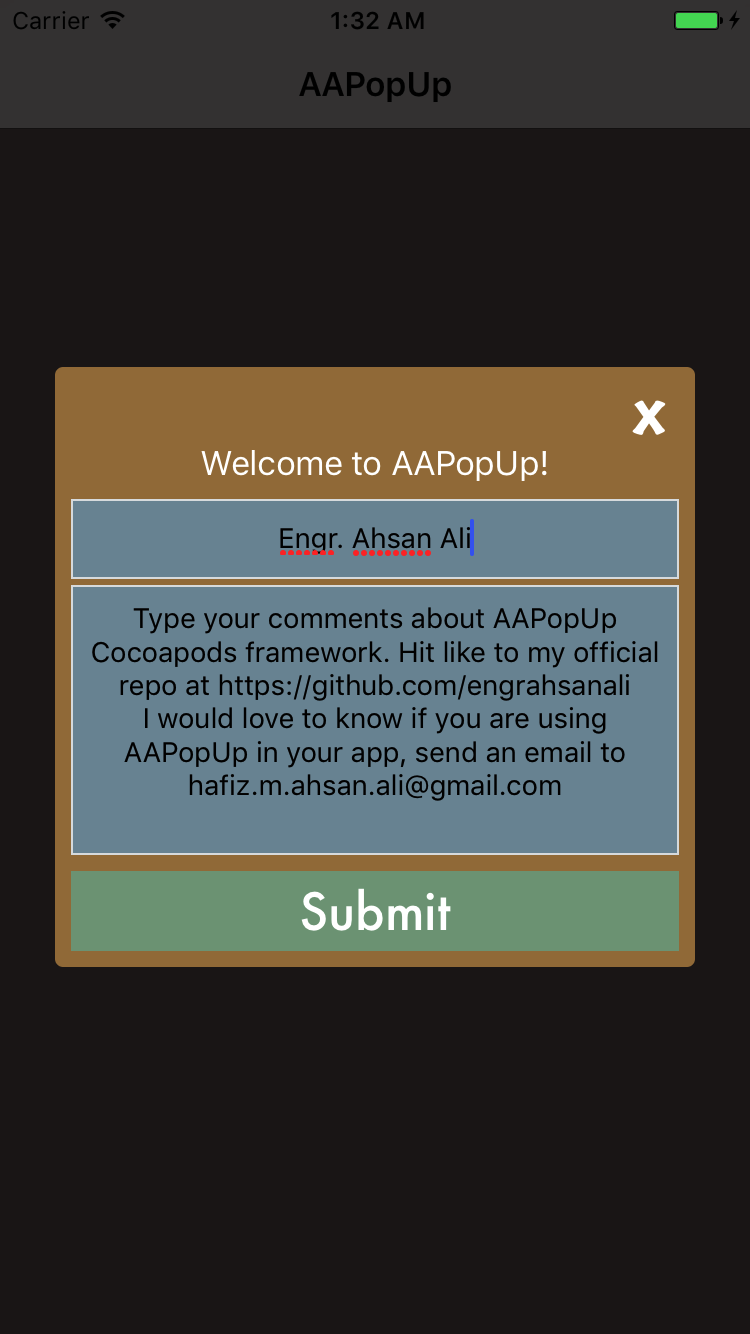 Carrier 1:32 AM
AAPopUp
X
Welcome to AAPopUp!
Engr. Ahsan Ali
Type your comments about AAPopUp
Cocoapods framework. Hit like to my official
repo at https://github.com/engrahsanali
I would love to know if you are using
AAPopUp in your app, send an email to
hafiz.m.ahsan.ali@gmail.com
Submit